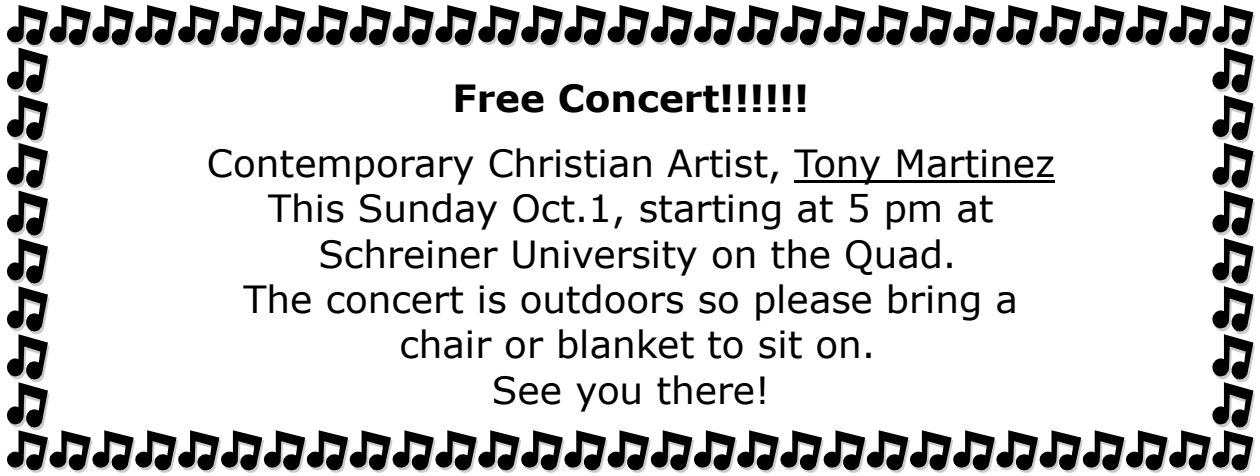 Free Concert!!!!!!
Contemporary Christian Artist, Tony Martinez
This Sunday Oct.1, starting at 5 pm at
Schreiner University on the Quad.
The concert is outdoors so please bring a
chair or blanket to sit on.
See you there!